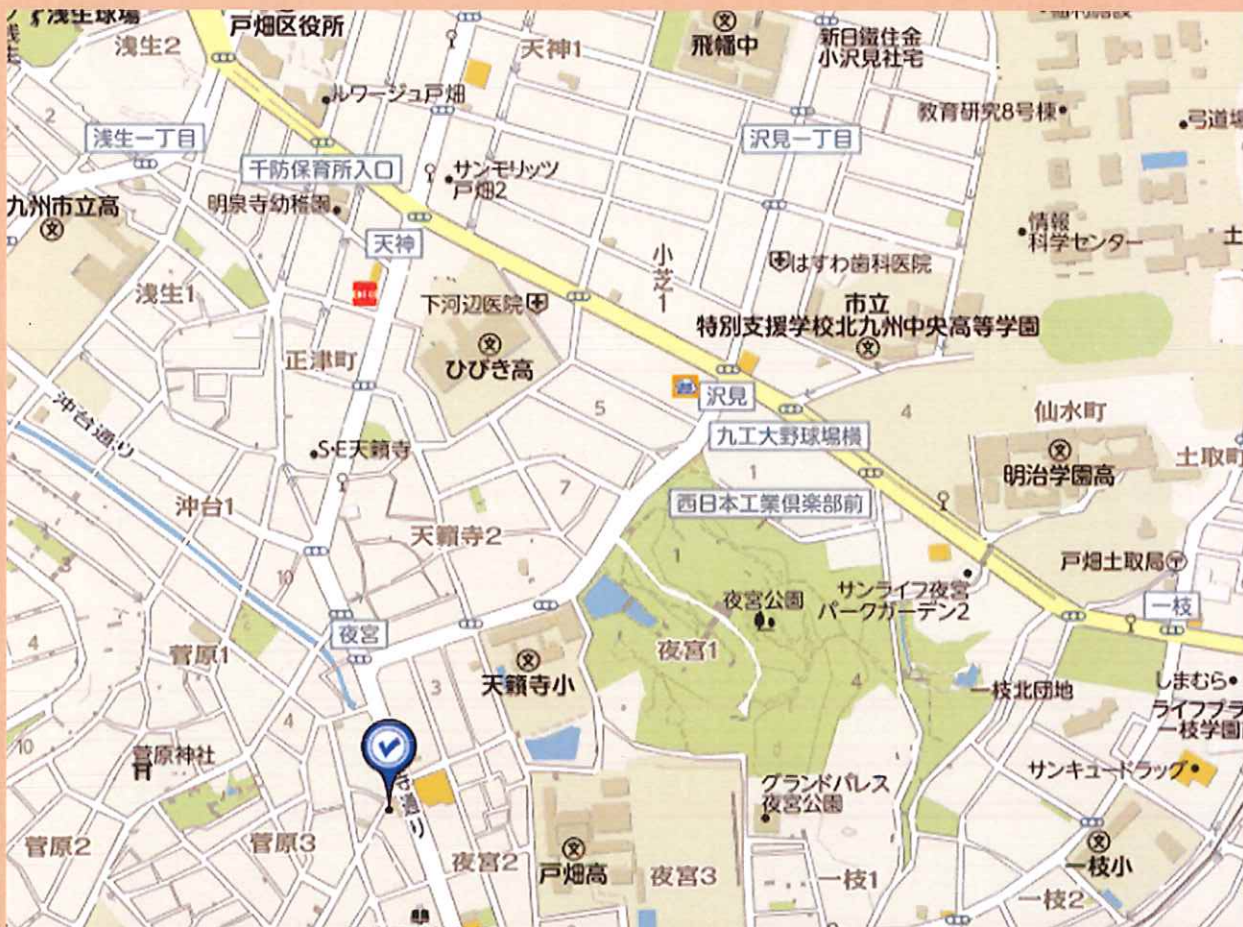 浅生球場
浅生2
戸畑区役所
天神1
飛幡中
新日鐵住金
小沢見社宅
ルワージュ戸畑
教育研究8号棟
弓道場
2
浅生一丁目
沢見一丁目
千防保育所入口
サンモリッツ
戸畑2
明泉寺幼稚園
九州市立高
情報
科学センター
土
天神
小芝1
はすわ歯科医院
浅生1
下河辺医院
市立
特別支援学校北九州中央高等学園
正津町
ひびき高
沖台通り
5
沢見
4
仙水町
九工大野球場横
S・E天籟寺
1
明治学園高
土取町
7
西日本工業倶楽部前
沖台1
天籟寺2
1
戸畑土取局
3
10
夜宮公園
サンライフ夜宮
パークガーデン2
一枝
4
夜宮
菅原1
夜宮1
3
天籟寺小
4
一枝北団地
しまむら
ライフプラ
一枝学園
4
10
菅原神社
サンキュードラッグ
寺通り
グランドパレス
夜宮公園
菅原2
菅原3
夜宮2
戸畑高
夜宮3
一枝1
一枝小
一枝2